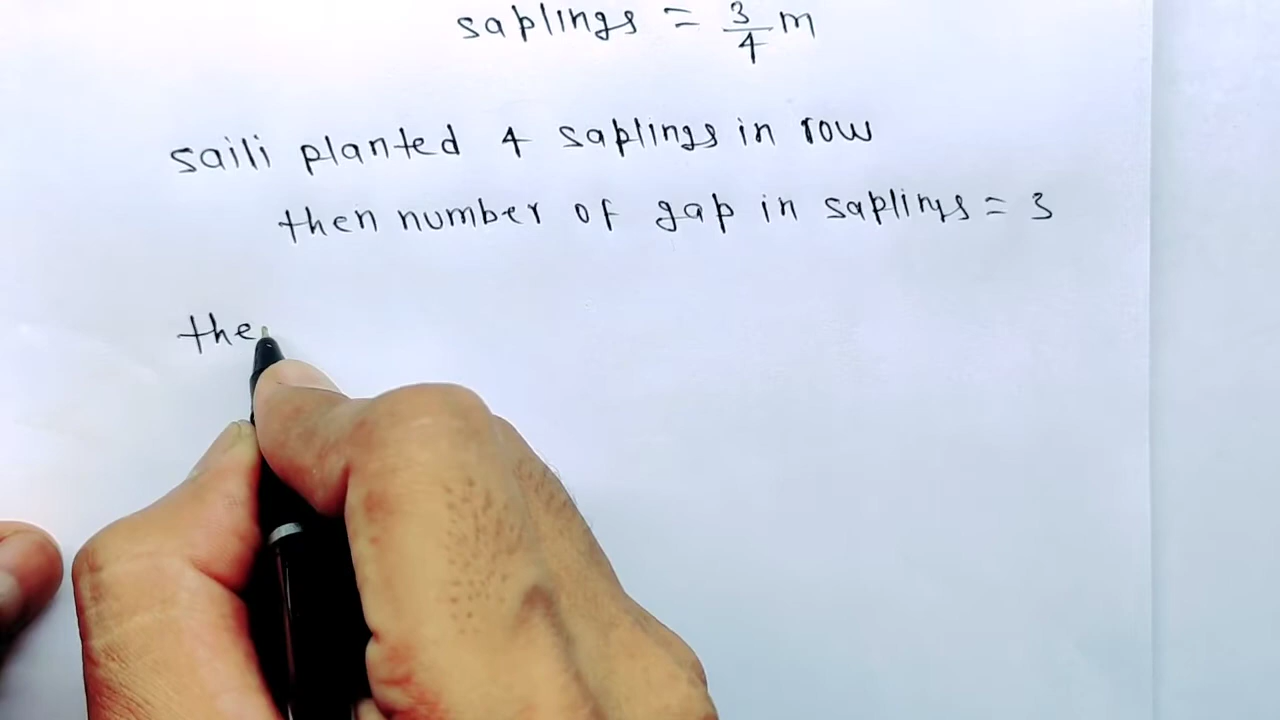 saplings = 3/4 m
saili planted 4 saplings in row
then number of gap in saplings = 3
the